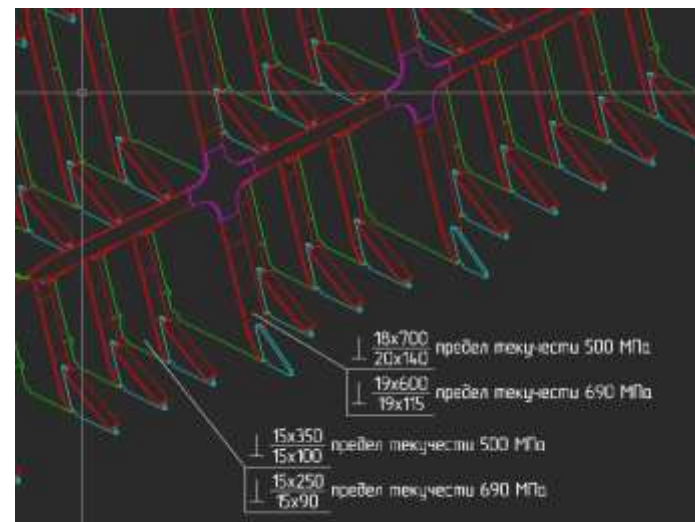 ⊥ 18x700 предел текучести 500 МПа
20x140
⊥ 19x600 предел текучести 690 МПа
19x115
⊥ 15x350 предел текучести 500 МПа
15x100
⊥ 15x250 предел текучести 690 МПа
15x90